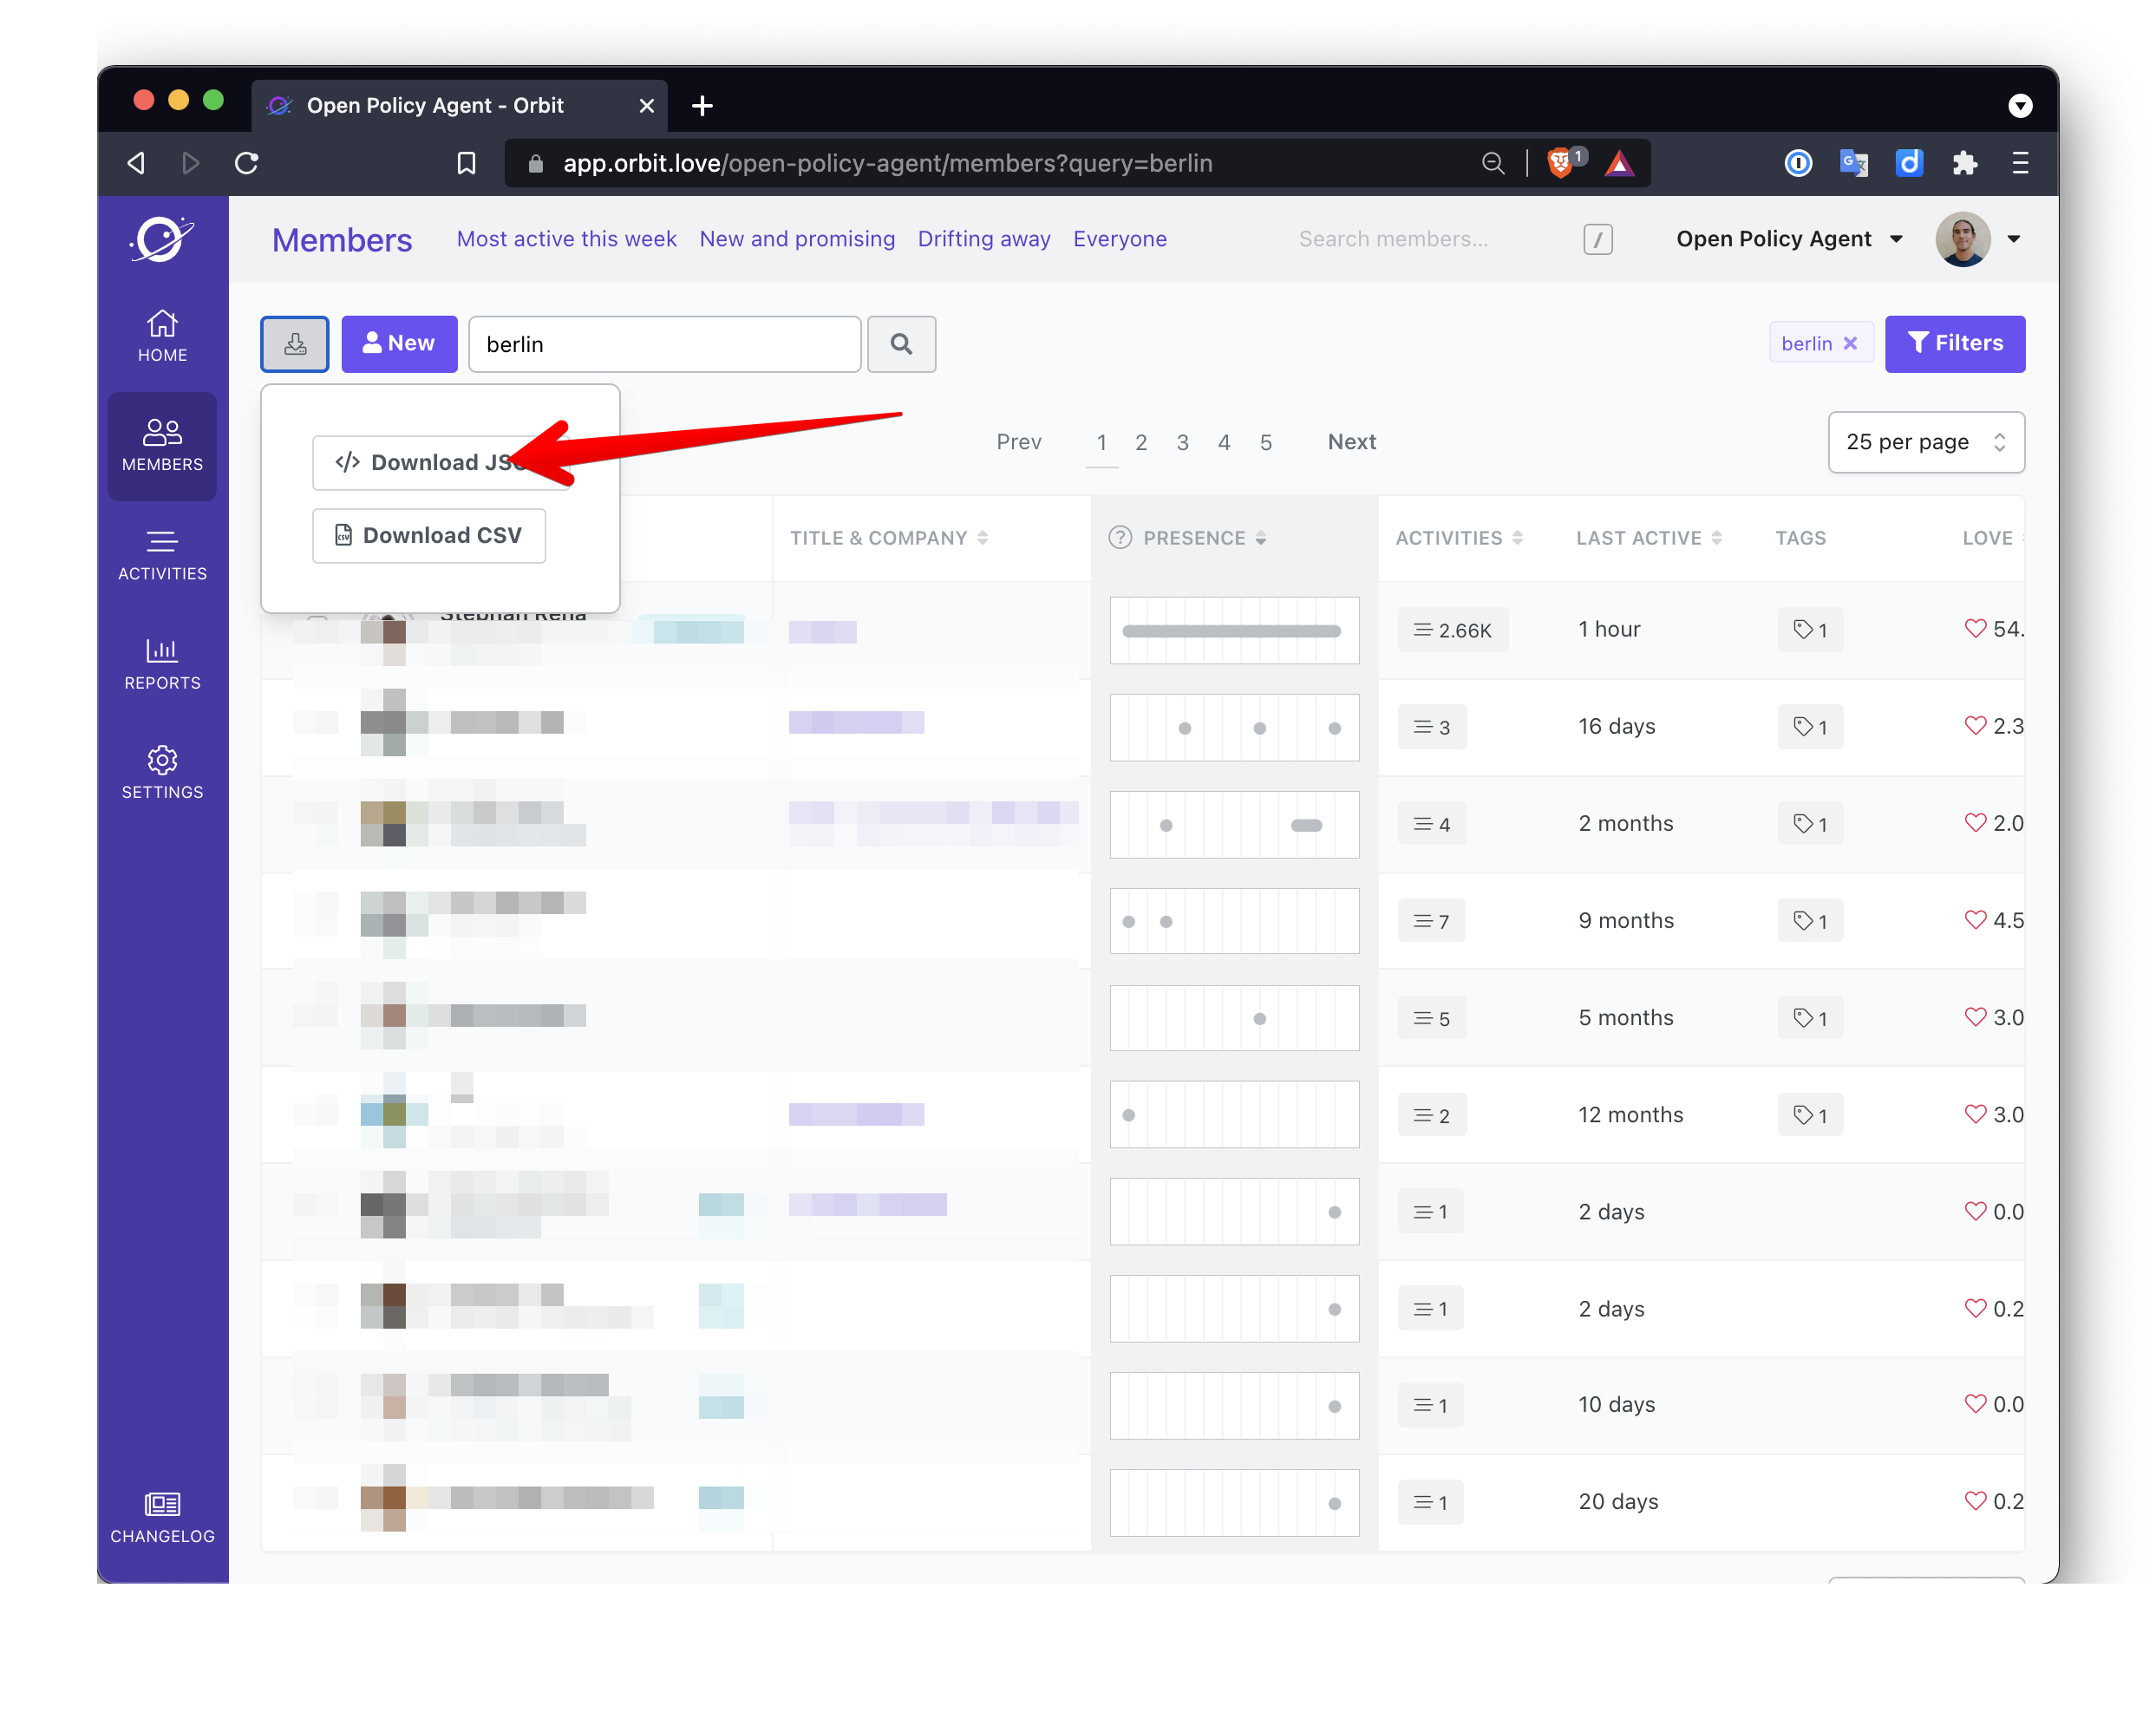 Open Policy Agent - Orbit
app.orbit.love/open-policy-agent/members?query=berlin
1
Members
Most active this week
New and promising
Drifting away
Everyone
Search members...
/
Open Policy Agent
HOME
MEMBERS
ACTIVITIES
REPORTS
SETTINGS
CHANGELOG
New
berlin
berlin
Filters
</> Download JSO
CSV Download CSV
Prev 1 2 3 4 5 Next
25 per page
TITLE & COMPANY
? PRESENCE
ACTIVITIES
LAST ACTIVE
TAGS
LOVE
2.66K 1 hour 1 54.
3 16 days 1 2.3
4 2 months 1 2.0
7 9 months 1 4.5
5 5 months 1 3.0
2 12 months 1 3.0
1 2 days 0.0
1 2 days 0.2
1 10 days 0.0
1 20 days 0.2